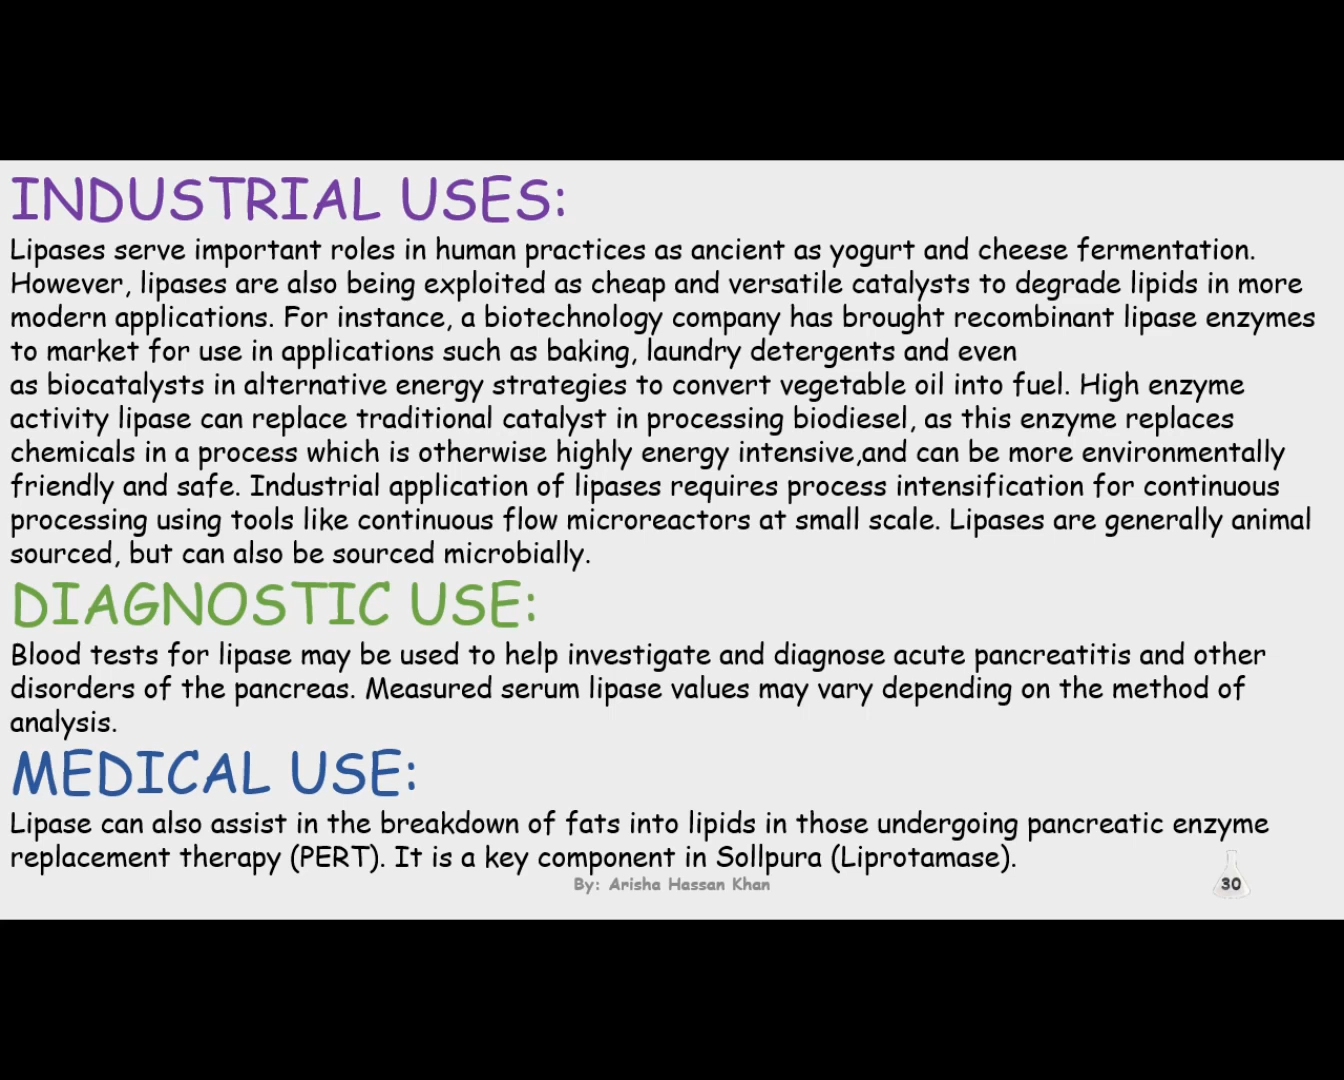 INDUSTRIAL USES:
Lipases serve important roles in human practices as ancient as yogurt and cheese fermentation.
However, lipases are also being exploited as cheap and versatile catalysts to degrade lipids in more
modern applications. For instance, a biotechnology company has brought recombinant lipase enzymes
to market for use in applications such as baking, laundry detergents and even
as biocatalysts in alternative energy strategies to convert vegetable oil into fuel. High enzyme
activity lipase can replace traditional catalyst in processing biodiesel, as this enzyme replaces
chemicals in a process which is otherwise highly energy intensive,and can be more environmentally
friendly and safe. Industrial application of lipases requires process intensification for continuous
processing using tools like continuous flow microreactors at small scale. Lipases are generally animal
sourced, but can also be sourced microbially.
DIAGNOSTIC USE:
Blood tests for lipase may be used to help investigate and diagnose acute pancreatitis and other
disorders of the pancreas. Measured serum lipase values may vary depending on the method of
analysis.
MEDICAL USE:
Lipase can also assist in the breakdown of fats into lipids in those undergoing pancreatic enzyme
replacement therapy (PERT). It is a key component in Sollpura (Liprotamase).
By: Arisha Hassan Khan
30